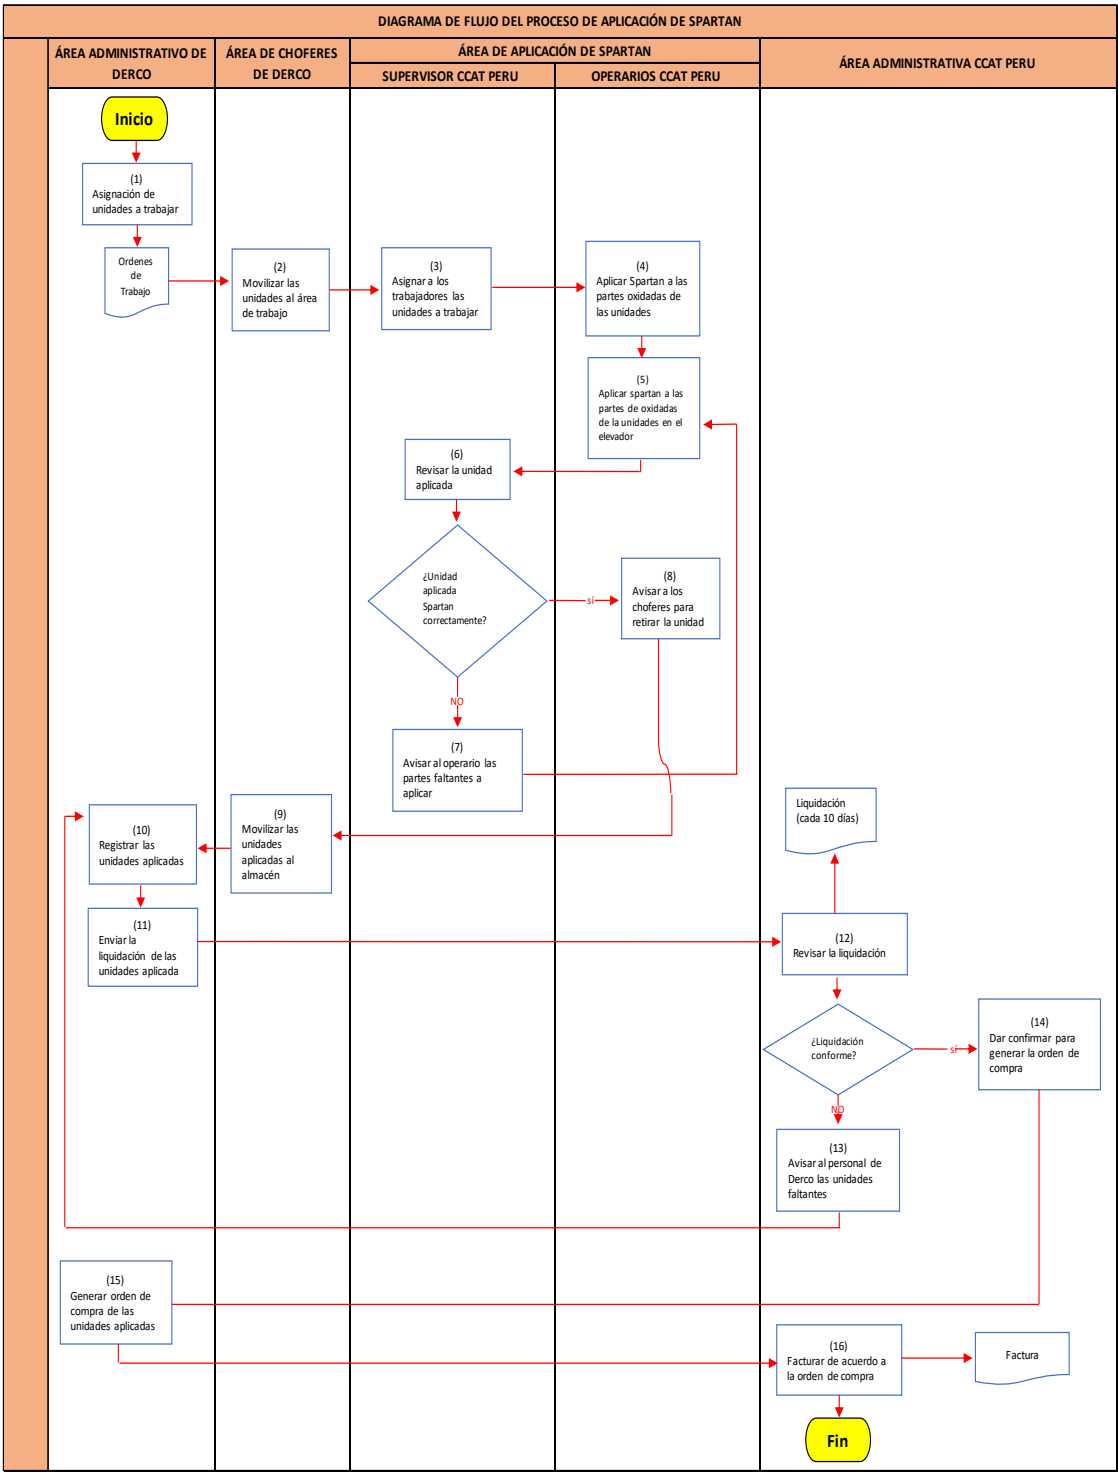 DIAGRAMA DE FLUJO DEL PROCESO DE APLICACIÓN DE SPARTAN
ÁREA ADMINISTRATIVO DE
DERCO
ÁREA DE CHOFERES
DE DERCO
ÁREA DE APLICACIÓN DE SPARTAN
SUPERVISOR CCAT PERU
OPERARIOS CCAT PERU
ÁREA ADMINISTRATIVA CCAT PERU
Inicio
(1)
Asignación de
unidades a trabajar
Ordenes
de
Trabajo
(2)
Movilizar las
unidades al área
de trabajo
(3)
Asignar a los
trabajadores las
unidades a trabajar
(4)
Aplicar Spartan a las
partes oxidadas de
las unidades
(5)
Aplicar spartan a las
partes de oxidadas
de la unidades en el
elevador
(6)
Revisar la unidad
aplicada
¿Unidad
aplicada
Spartan
correctamente?
sí
(8)
Avisar a los
choferes para
retirar la unidad
NO
(7)
Avisar al operario las
partes faltantes a
aplicar
(9)
Movilizar las
unidades
aplicadas al
almacén
(10)
Registrar las
unidades aplicadas
(11)
Enviar la
liquidación de las
unidades aplicada
Liquidación
(cada 10 días)
(12)
Revisar la liquidación
¿Liquidación
conforme?
sí
(14)
Dar confirmar para
generar la orden de
compra
NO
(13)
Avisar al personal de
Derco las unidades
faltantes
(15)
Generar orden de
compra de las
unidades aplicadas
(16)
Facturar de acuerdo a
la orden de compra
Factura
Fin